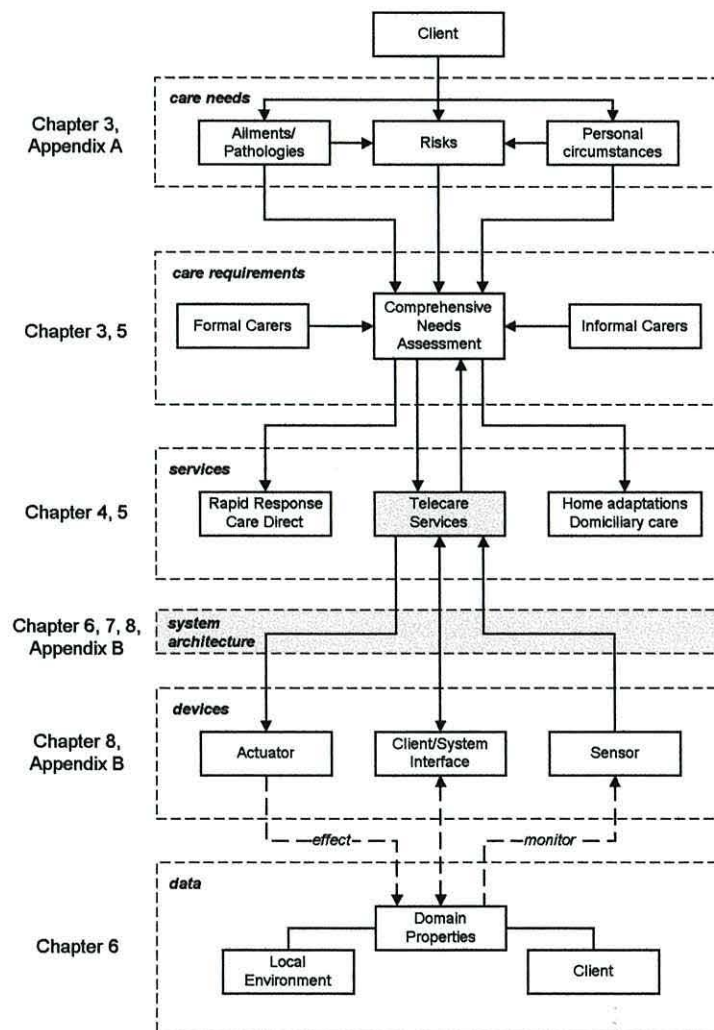 Client
care needs
Chapter 3,
Appendix A
Ailments/
Pathologies
Risks
Personal
circumstances
care requirements
Chapter 3, 5
Formal Carers
Comprehensive
Needs
Assessment
Informal Carers
services
Chapter 4, 5
Rapid Response
Care Direct
Telecare
Services
Home adaptations
Domiciliary care
Chapter 6, 7, 8,
Appendix B
system
architecture
devices
Chapter 8,
Appendix B
Actuator
Client/System
Interface
Sensor
effect
monitor
data
Chapter 6
Domain
Properties
Local
Environment
Client